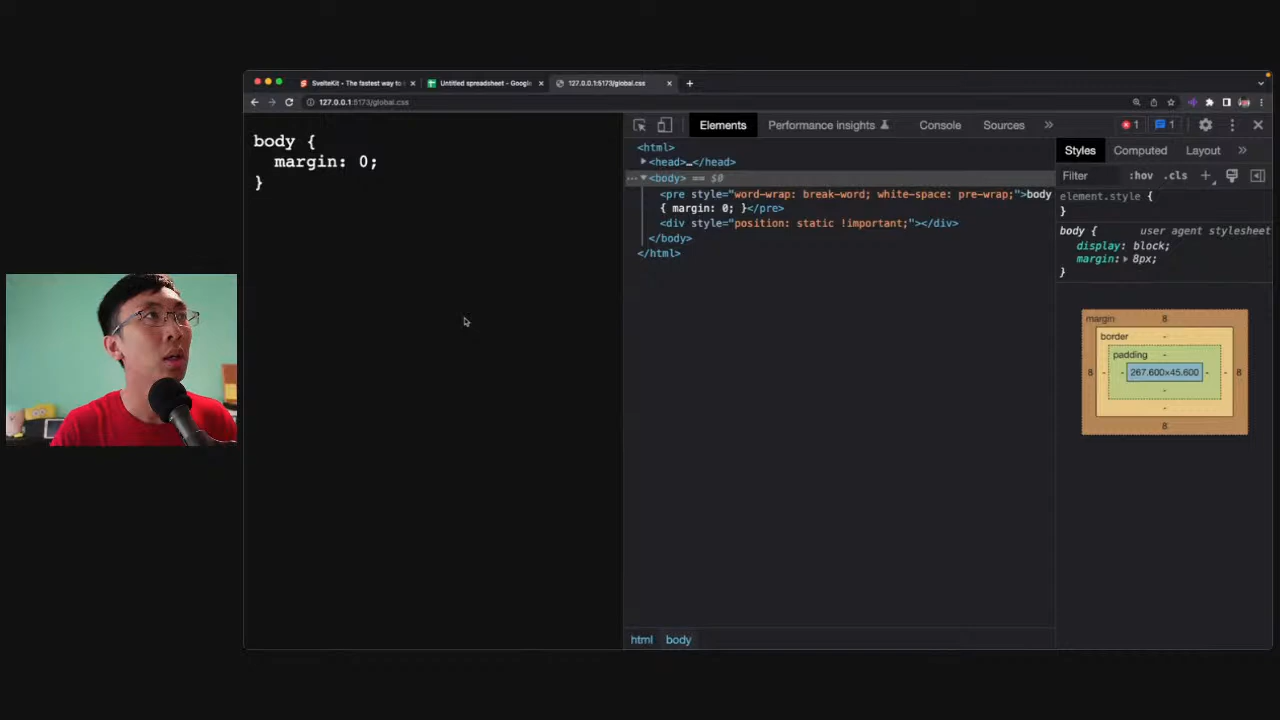 SvelteKit - The fastest way to
Untitled spreadsheet - Google
127.0.0.1:5173/global.css
127.0.0.1:5173/global.css
body {
margin: 0;
}
Elements
Performance insights
Console
Sources
»
1
1
<html>
<head>…</head>
<body> == $0
<pre style="word-wrap: break-word; white-space: pre-wrap;">body
{ margin: 0; }</pre>
<div style="position: static !important;"></div>
</body>
</html>
html
body
Styles
Computed
Layout
»
Filter
:hov
.cls
+
element.style {
}
body {
user agent stylesheet
display: block;
margin: 8px;
}
margin
8
border
-
padding
-
8
-
-
267.600×45.600
-
-
8
-
-
8